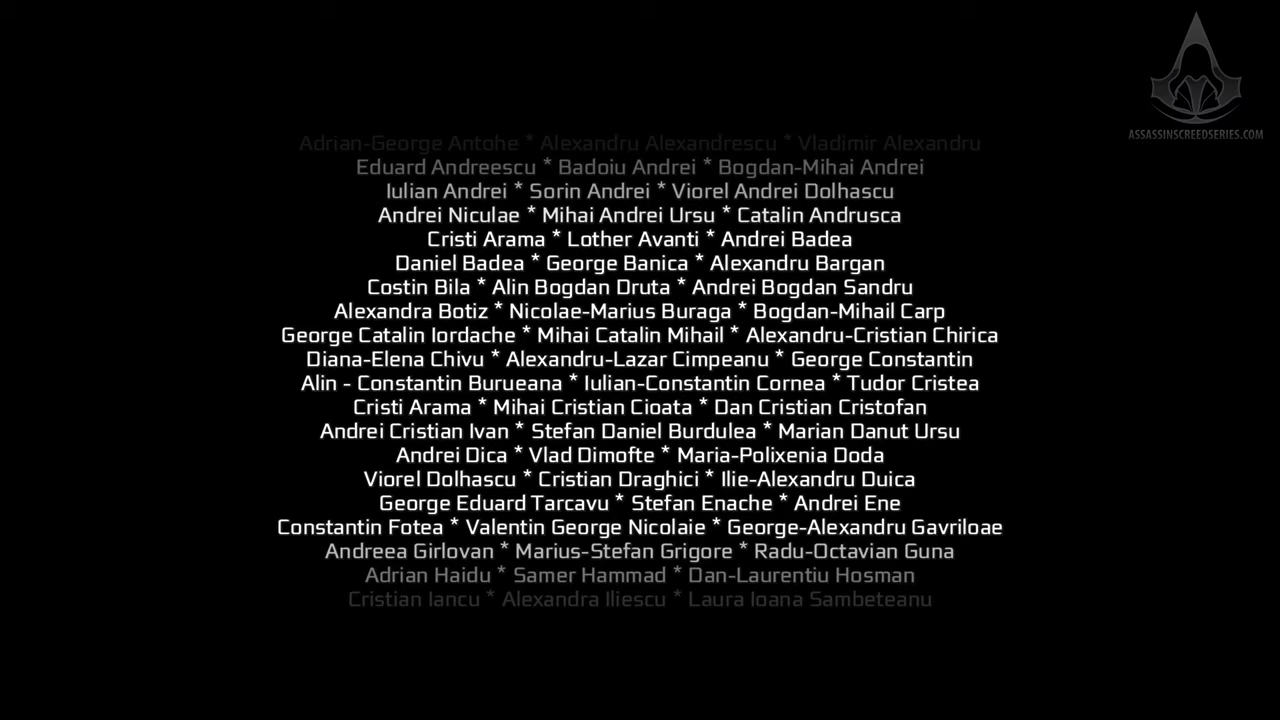 ASSASSINSCREEDSERIES.COM
Adrian-George Antohe * Alexandru Alexandrescu * Vladimir Alexandru
Eduard Andreescu * Badoiu Andrei * Bogdan-Mihai Andrei
Iulian Andrei * Sorin Andrei * Viorel Andrei Dolhascu
Andrei Niculae * Mihai Andrei Ursu * Catalin Andrusca
Cristi Arama * Lother Avanti * Andrei Badea
Daniel Badea * George Banica * Alexandru Bargan
Costin Bila * Alin Bogdan Druta * Andrei Bogdan Sandru
Alexandra Botiz * Nicolae-Marius Buraga * Bogdan-Mihail Carp
George Catalin Iordache * Mihai Catalin Mihail * Alexandru-Cristian Chirica
Diana-Elena Chivu * Alexandru-Lazar Cimpeanu * George Constantin
Alin - Constantin Burueana * Iulian-Constantin Cornea * Tudor Cristea
Cristi Arama * Mihai Cristian Cioata * Dan Cristian Cristofan
Andrei Cristian Ivan * Stefan Daniel Burdulea * Marian Danut Ursu
Andrei Dica * Vlad Dimofte * Maria-Polixenia Doda
Viorel Dolhascu * Cristian Draghici * Ilie-Alexandru Duica
George Eduard Tarcavu * Stefan Enache * Andrei Ene
Constantin Fotea * Valentin George Nicolaie * George-Alexandru Gavriloae
Andreea Girlovan * Marius-Stefan Grigore * Radu-Octavian Guna
Adrian Haidu * Samer Hammad * Dan-Laurentiu Hosman
Cristian Iancu * Alexandra Iliescu * Laura Ioana Sambeteanu